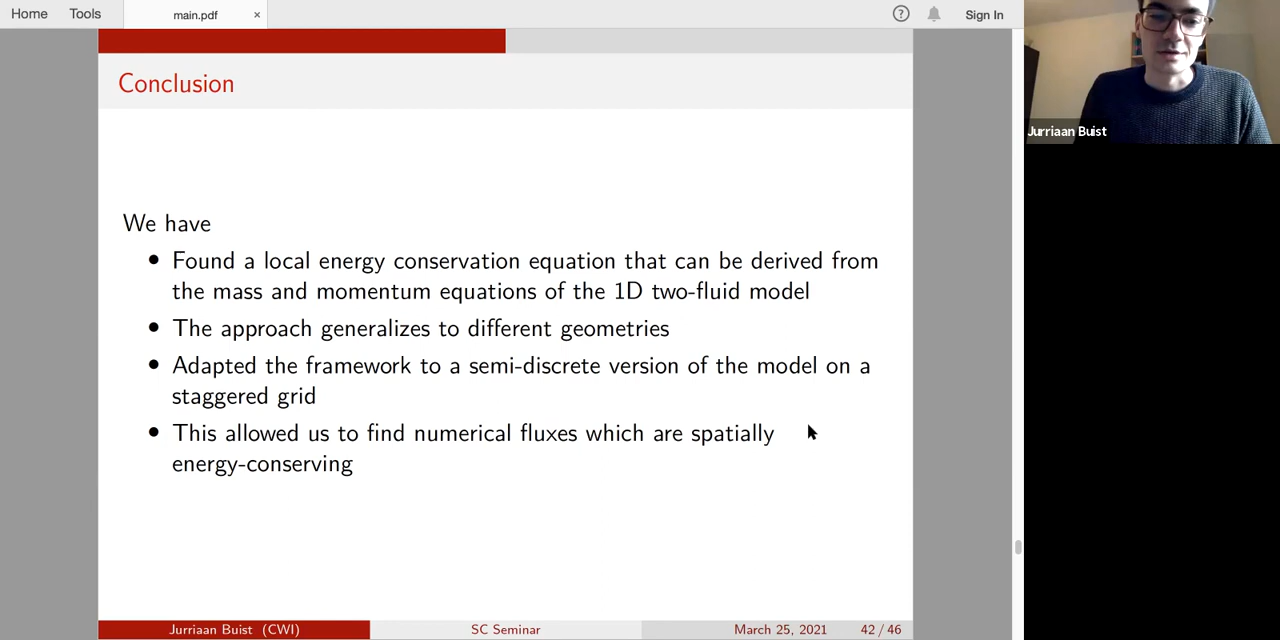 Home Tools main.pdf × ? Sign In
Conclusion
Jurriaan Buist
We have
• Found a local energy conservation equation that can be derived from
the mass and momentum equations of the 1D two-fluid model
• The approach generalizes to different geometries
• Adapted the framework to a semi-discrete version of the model on a
staggered grid
• This allowed us to find numerical fluxes which are spatially
energy-conserving
Jurriaan Buist (CWI) SC Seminar March 25, 2021 42 / 46